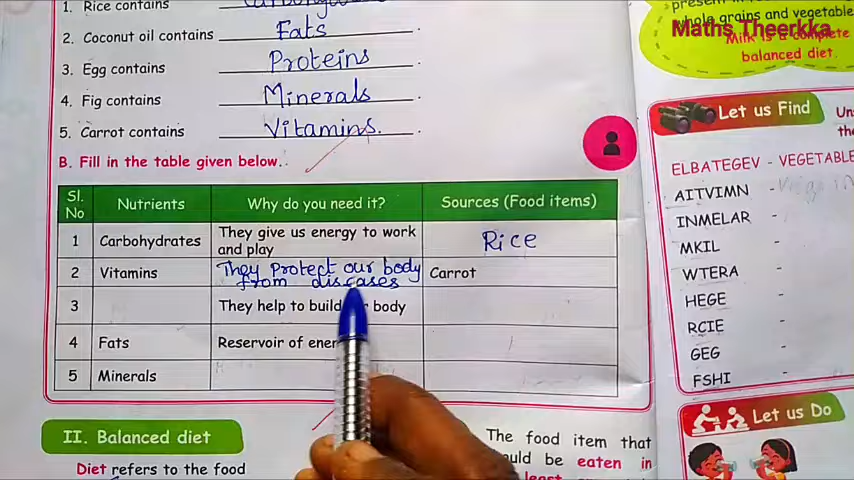 1. Rice contains
2. Coconut oil contains Fats.
3. Egg contains Proteins.
4. Fig contains Minerals.
5. Carrot contains Vitamins.
B. Fill in the table given below.
Sl. No Nutrients Why do you need it? Sources (Food items)
1 Carbohydrates They give us energy to work and play Rice
2 Vitamins They protect our body from diseases Carrot
3 They help to build body
4 Fats Reservoir of
5 Minerals
II. Balanced diet
Diet refers to the food
The food item that
be eaten in
least
whole grains and vegetable
Maths Theerkka
Milk is a complete
balanced diet.
Let us Find
ELBATEGEV - VEGETABLE
AITVIMN -
INMELAR -
MKIL -
WTERA -
HEGE -
RCIE -
GEG -
FSHI -
Let us Do